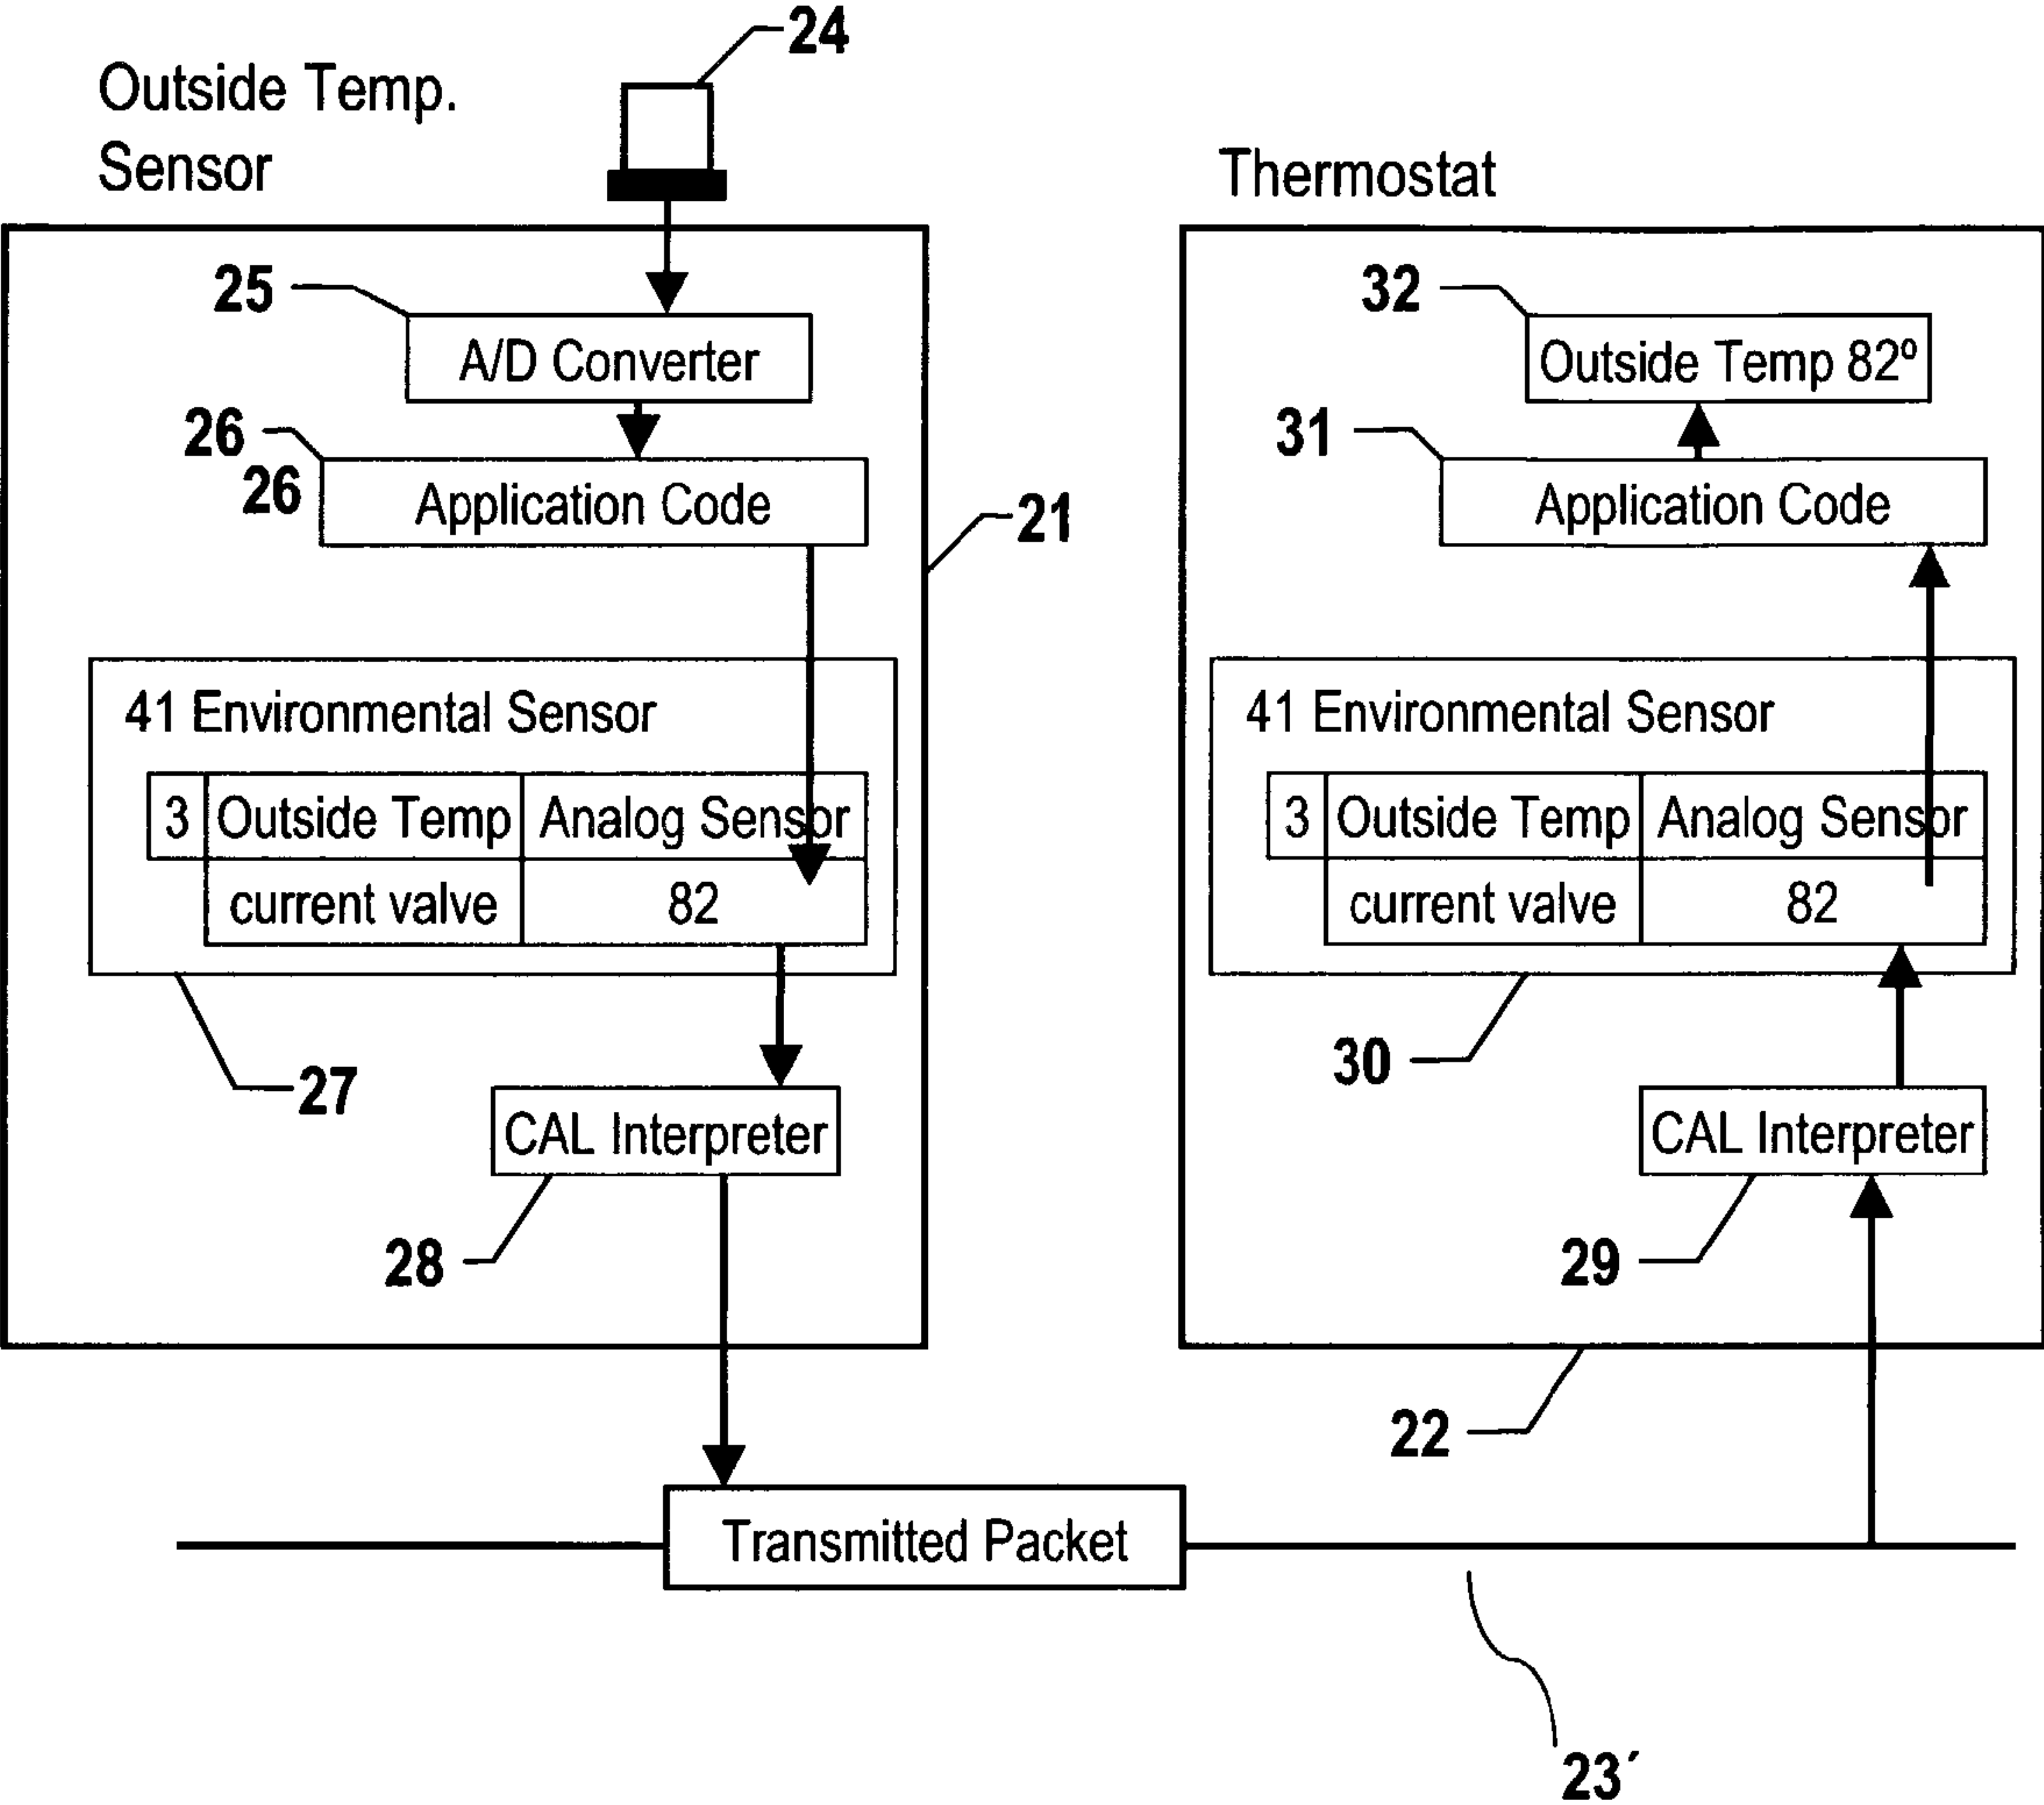 24
Outside Temp.
Sensor
Thermostat
25
A/D Converter
26
26
Application Code
21
41 Environmental Sensor
3 Outside Temp Analog Sensor
current valve 82
27
CAL Interpreter
28
32
Outside Temp 82º
31
Application Code
41 Environmental Sensor
3 Outside Temp Analog Sensor
current valve 82
30
CAL Interpreter
29
22
Transmitted Packet
23´